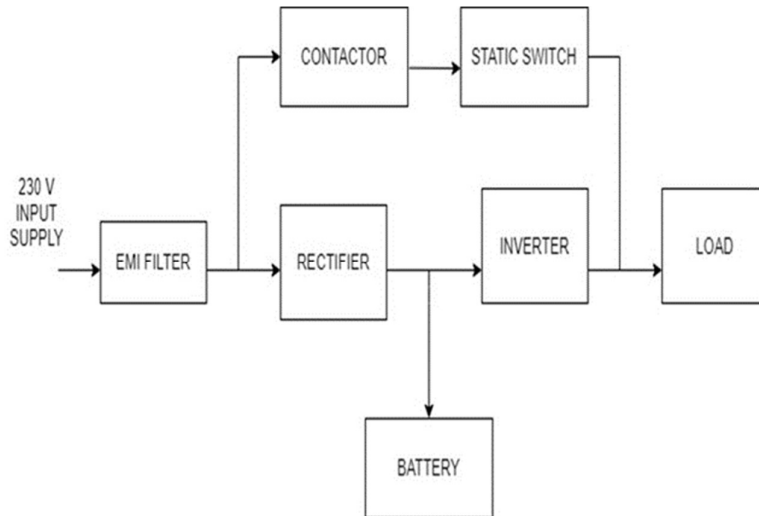 CONTACTOR
STATIC SWITCH
230 V
INPUT
SUPPLY
EMI FILTER
RECTIFIER
INVERTER
LOAD
BATTERY